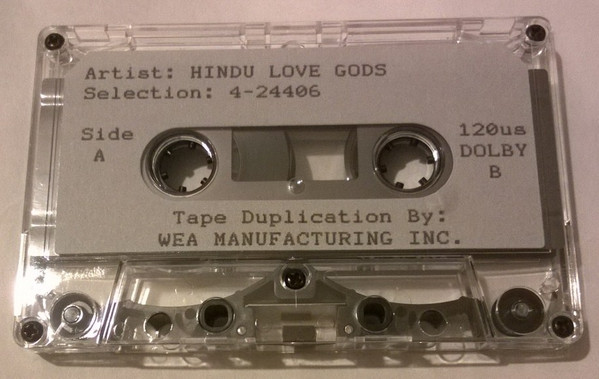 Artist: HINDU LOVE GODS
Selection: 4-24406
Side
A
120us
DOLBY
B
Tape Duplication By:
WEA MANUFACTURING INC.